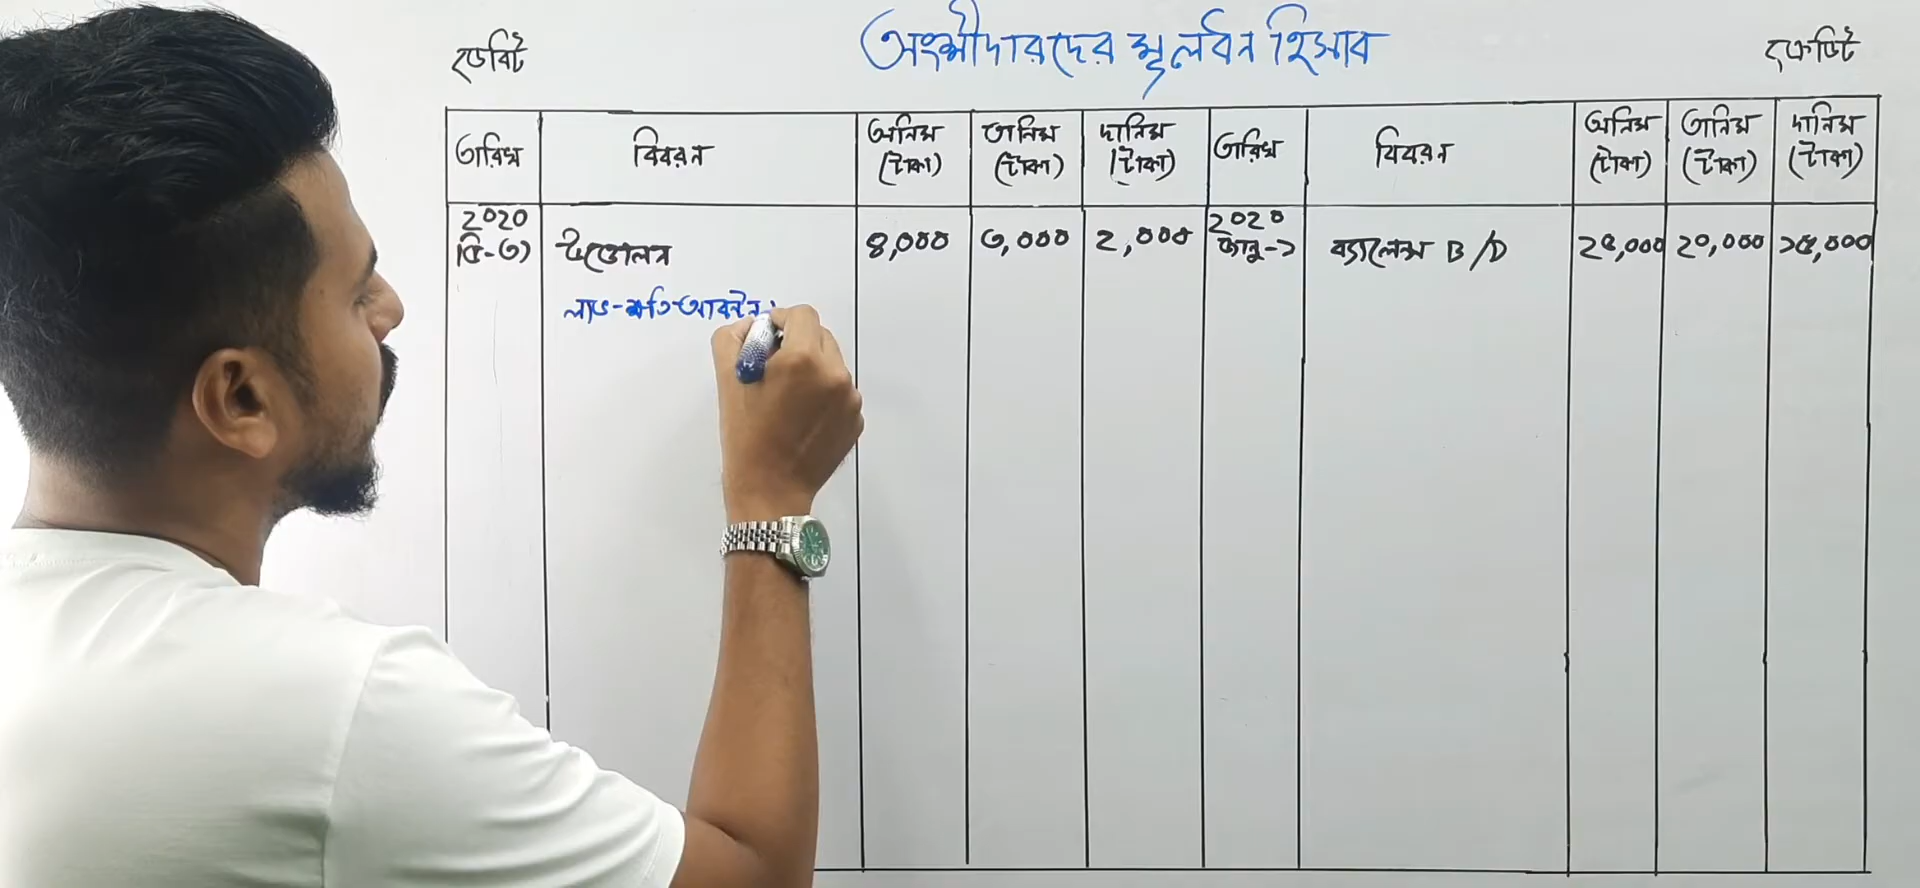 ডেবিট
অংশীদারদের মূলধন হিসাব
ক্রেডিট
তারিখ
বিবরন
অনিম
(টাকা)
তানিম
(টাকা)
দানিম
(টাকা)
তারিখ
বিবরন
অনিম
(টাকা)
তানিম
(টাকা)
দানিম
(টাকা)
২০২০
ডি-৩১
উত্তোলন
৪,০০০
৩,০০০
২,০০০
২০২০
জানু-১
ব্যালেন্স B/D
২৫,০০০
২০,০০০
১৫,০০০
লাভ-ক্ষতি-আবন্টন